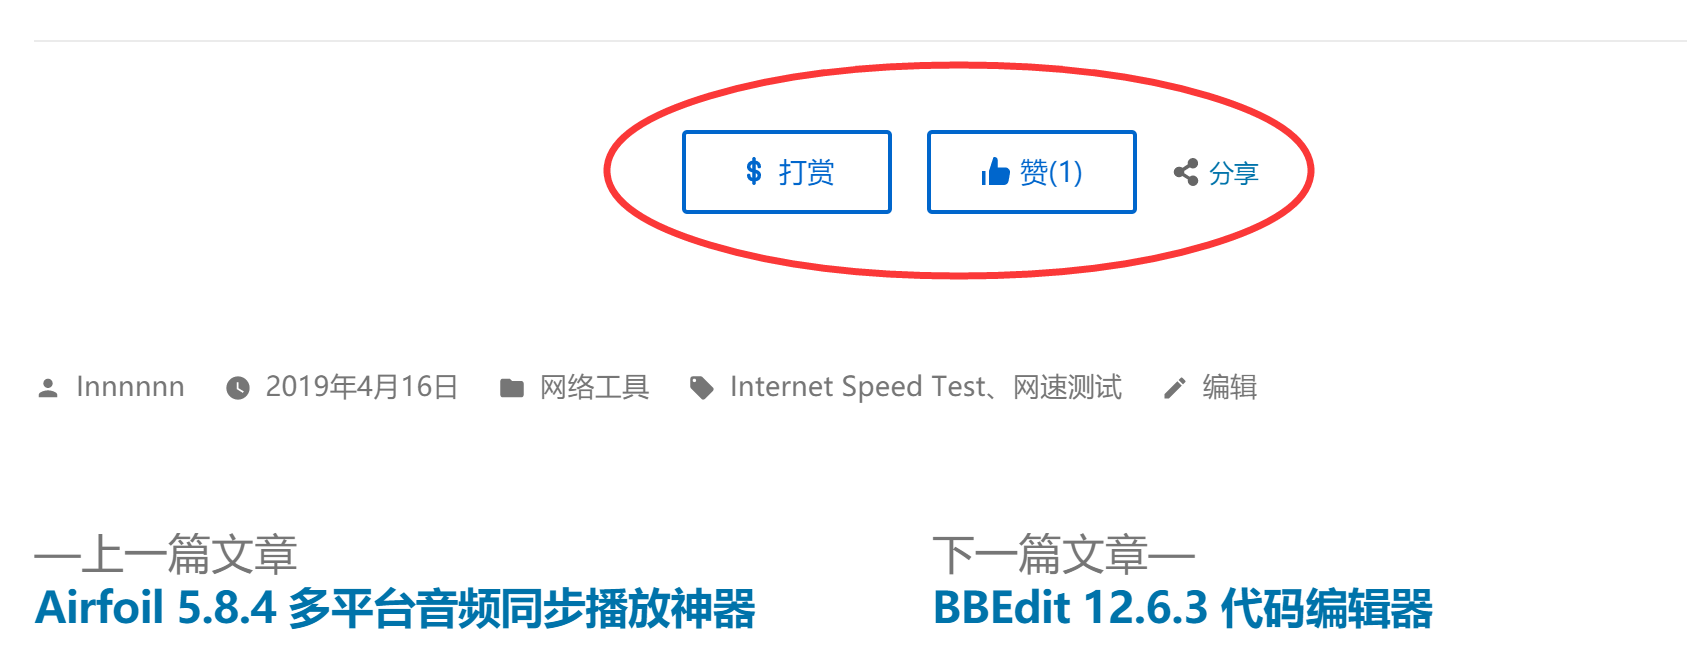 $ 打赏 赞(1) 分享
lnnnnnn 2019年4月16日 网络工具 Internet Speed Test、网速测试 编辑
—上一篇文章 下一篇文章—
Airfoil 5.8.4 多平台音频同步播放神器 BBEdit 12.6.3 代码编辑器